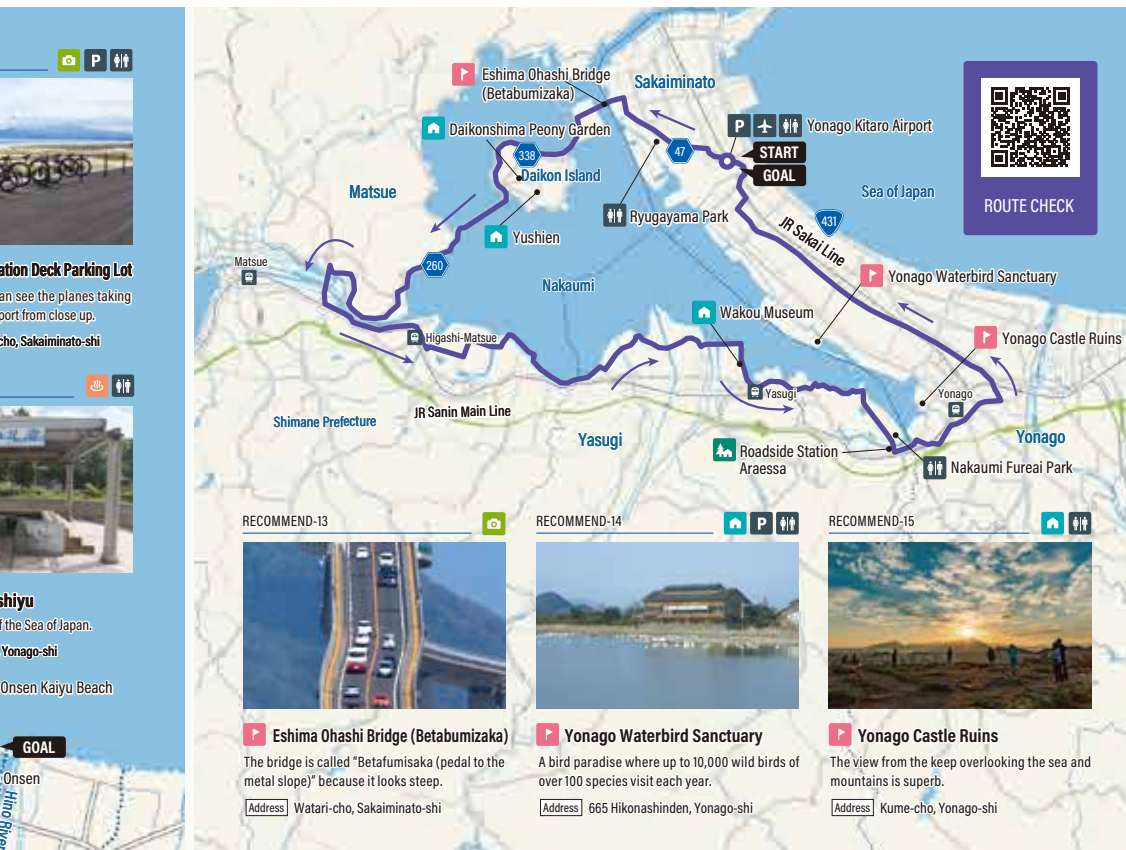 P
ation Deck Parking Lot
an see the planes taking
port from close up.
cho, Sakaiminato-shi
shiyu
f the Sea of Japan.
Yonago-shi
Onsen Kaiyu Beach
GOAL
Onsen
Hino River
Eshima Ohashi Bridge
(Betabumizaka)
Sakaiminato
Daikonshima Peony Garden
P
Yonago Kitaro Airport
START
GOAL
338
47
Daikon Island
Matsue
Sea of Japan
ROUTE CHECK
Ryugayama Park
431
JR Sakai Line
Yushien
Matsue
260
Nakaumi
Yonago Waterbird Sanctuary
Wakou Museum
Higashi-Matsue
Yonago Castle Ruins
Yasugi
Yonago
JR Sanin Main Line
Shimane Prefecture
Yasugi
Yonago
Roadside Station
Araessa
Nakaumi Fureai Park
RECOMMEND-13
Eshima Ohashi Bridge (Betabumizaka)
The bridge is called "Betafumisaka (pedal to the
metal slope)" because it looks steep.
Address Watari-cho, Sakaiminato-shi
RECOMMEND-14
P
Yonago Waterbird Sanctuary
A bird paradise where up to 10,000 wild birds of
over 100 species visit each year.
Address 665 Hikonashinden, Yonago-shi
RECOMMEND-15
Yonago Castle Ruins
The view from the keep overlooking the sea and
mountains is superb.
Address Kume-cho, Yonago-shi